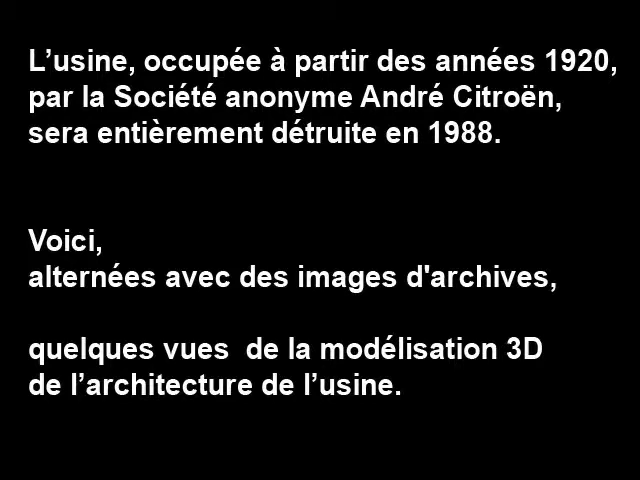 L’usine, occupée à partir des années 1920,
par la Société anonyme André Citroën,
sera entièrement détruite en 1988.
Voici,
alternées avec des images d'archives,
quelques vues  de la modélisation 3D
de l’architecture de l’usine.